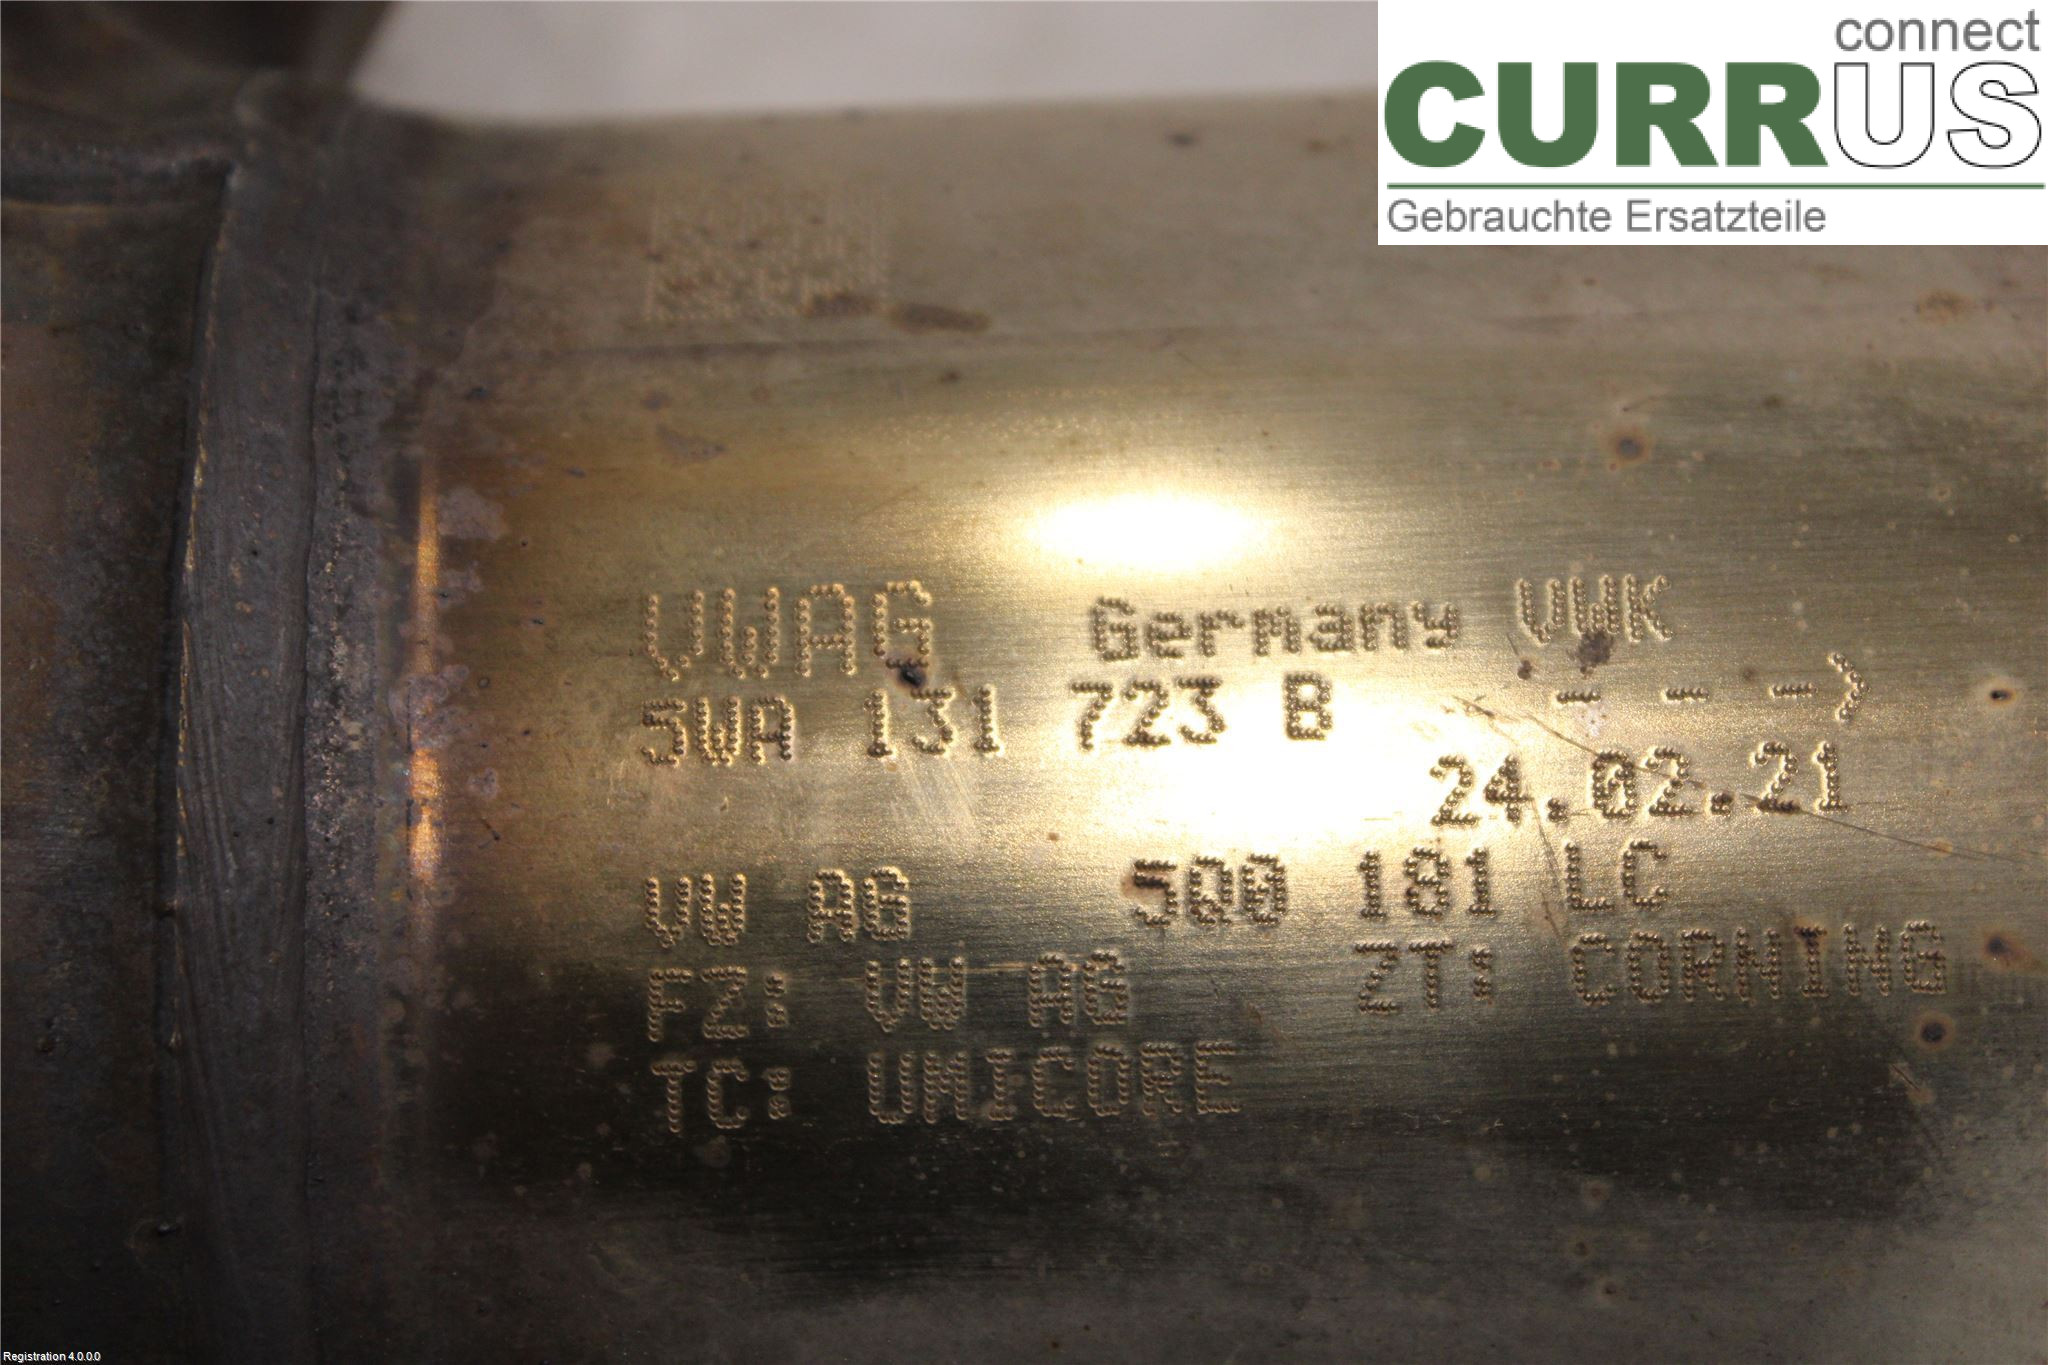 connect
CURRUS
Gebrauchte Ersatzteile
VWAG Germany VWK
5WA 131 723 B - - ->
24.02.21
VW AG 5Q0 181 LC
FZ: VW AG ZT: CORNING
TC: UMICORE
Registration 4.0.0.0